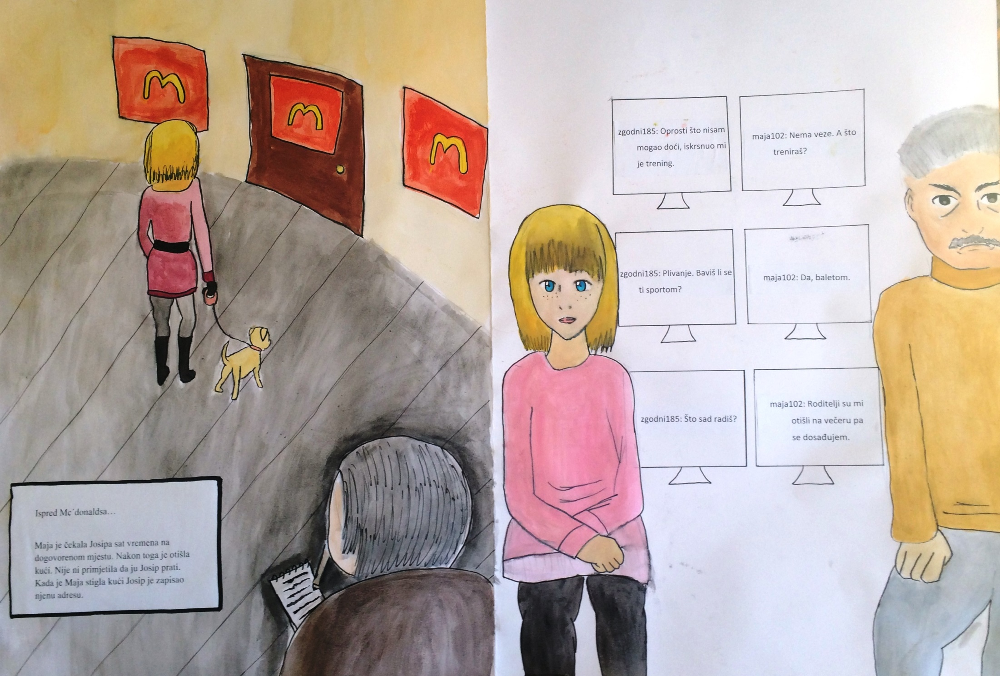 Ispred Mc´donaldsa...
Maja je čekala Josipa sat vremena na
dogovorenom mjestu. Nakon toga je otišla
kući. Nije ni primjetila da ju Josip prati.
Kada je Maja stigla kući Josip je zapisao
njenu adresu.
zgodni185: Oprosti što nisam
mogao doći, iskrsnuo mi
je trening.
maja102: Nema veze. A što
treniraš?
zgodni185: Plivanje. Baviš li se
ti sportom?
maja102: Da, baletom.
zgodni185: Što sad radiš?
maja102: Roditelji su mi
otišli na večeru pa
se dosađujem.